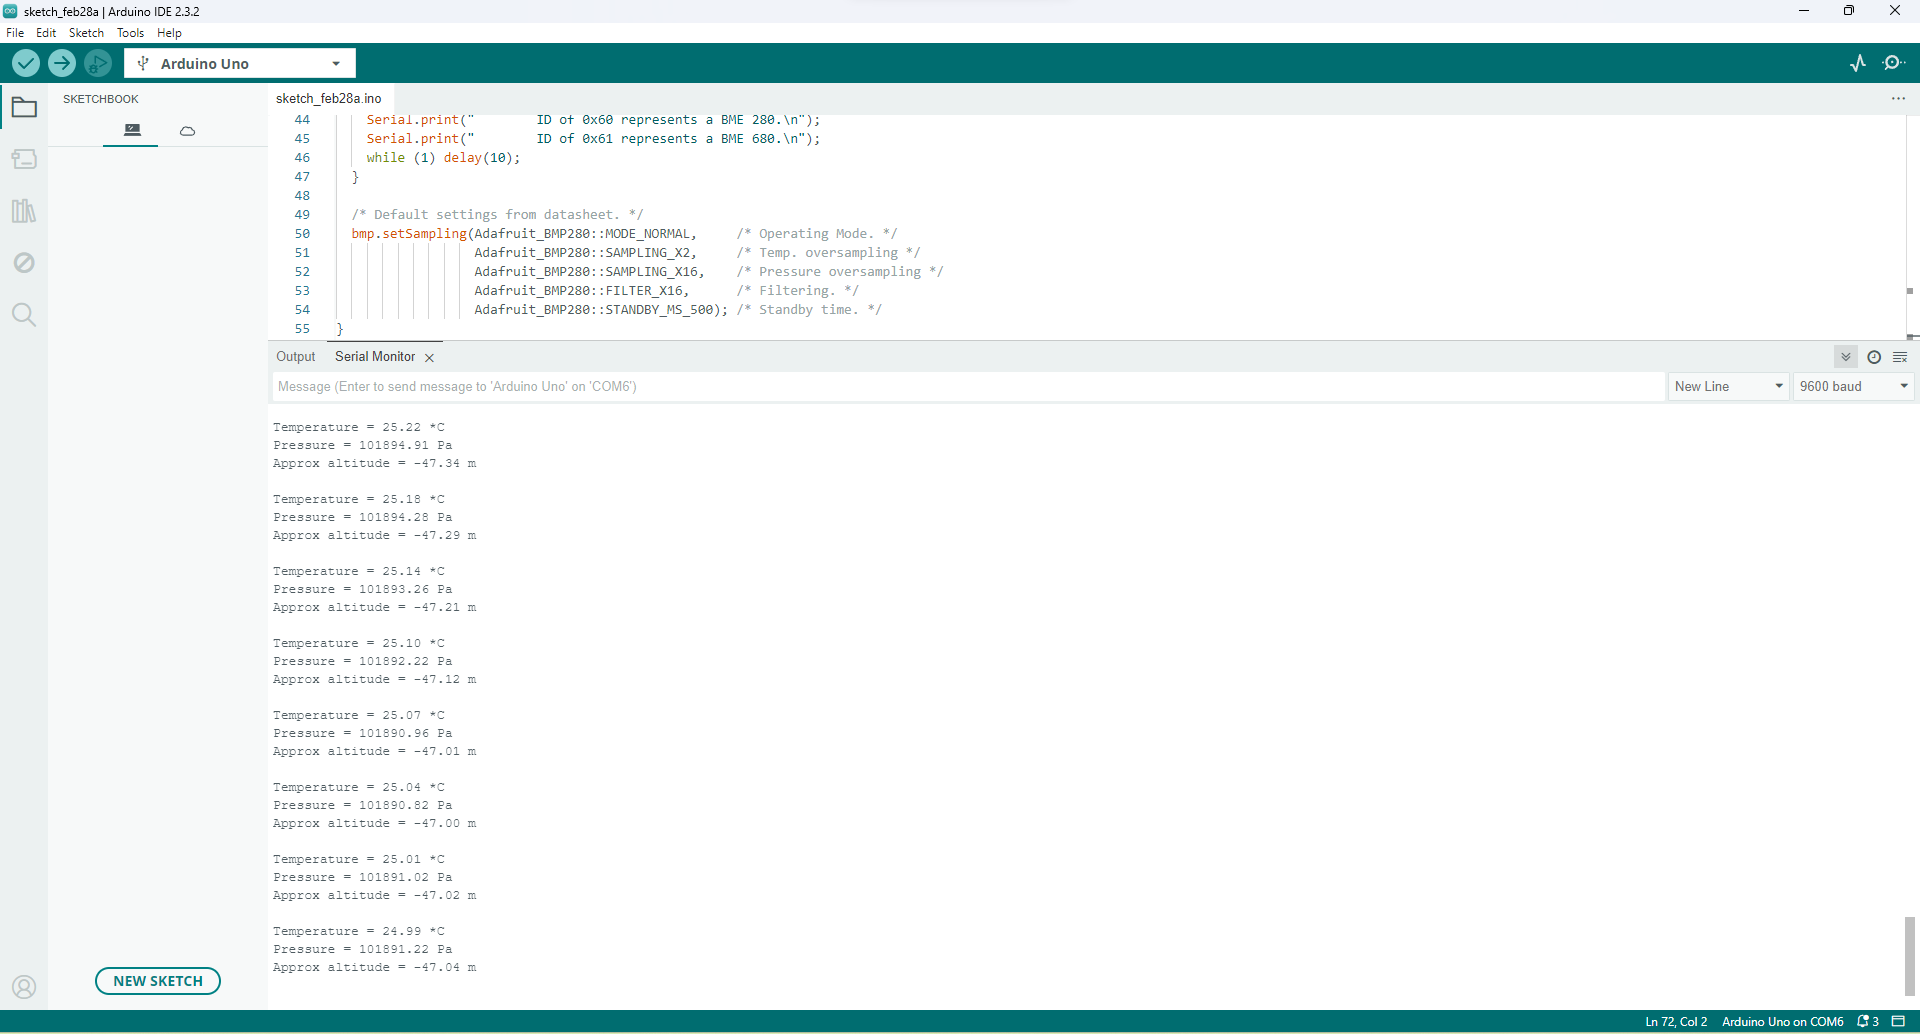 sketch_feb28a | Arduino IDE 2.3.2
File Edit Sketch Tools Help
Arduino Uno
SKETCHBOOK
sketch_feb28a.ino
44 Serial.print("        ID of 0x60 represents a BME 280.\n");
45 Serial.print("        ID of 0x61 represents a BME 680.\n");
46 while (1) delay(10);
47 }
48
49 /* Default settings from datasheet. */
50 bmp.setSampling(Adafruit_BMP280::MODE_NORMAL,     /* Operating Mode. */
51 Adafruit_BMP280::SAMPLING_X2,     /* Temp. oversampling */
52 Adafruit_BMP280::SAMPLING_X16,    /* Pressure oversampling */
53 Adafruit_BMP280::FILTER_X16,      /* Filtering. */
54 Adafruit_BMP280::STANDBY_MS_500); /* Standby time. */
55 }
Output Serial Monitor
Message (Enter to send message to 'Arduino Uno' on 'COM6')
New Line 9600 baud
Temperature = 25.22 *C
Pressure = 101894.91 Pa
Approx altitude = -47.34 m
Temperature = 25.18 *C
Pressure = 101894.28 Pa
Approx altitude = -47.29 m
Temperature = 25.14 *C
Pressure = 101893.26 Pa
Approx altitude = -47.21 m
Temperature = 25.10 *C
Pressure = 101892.22 Pa
Approx altitude = -47.12 m
Temperature = 25.07 *C
Pressure = 101890.96 Pa
Approx altitude = -47.01 m
Temperature = 25.04 *C
Pressure = 101890.82 Pa
Approx altitude = -47.00 m
Temperature = 25.01 *C
Pressure = 101891.02 Pa
Approx altitude = -47.02 m
Temperature = 24.99 *C
Pressure = 101891.22 Pa
Approx altitude = -47.04 m
NEW SKETCH
Ln 72, Col 2 Arduino Uno on COM6 3